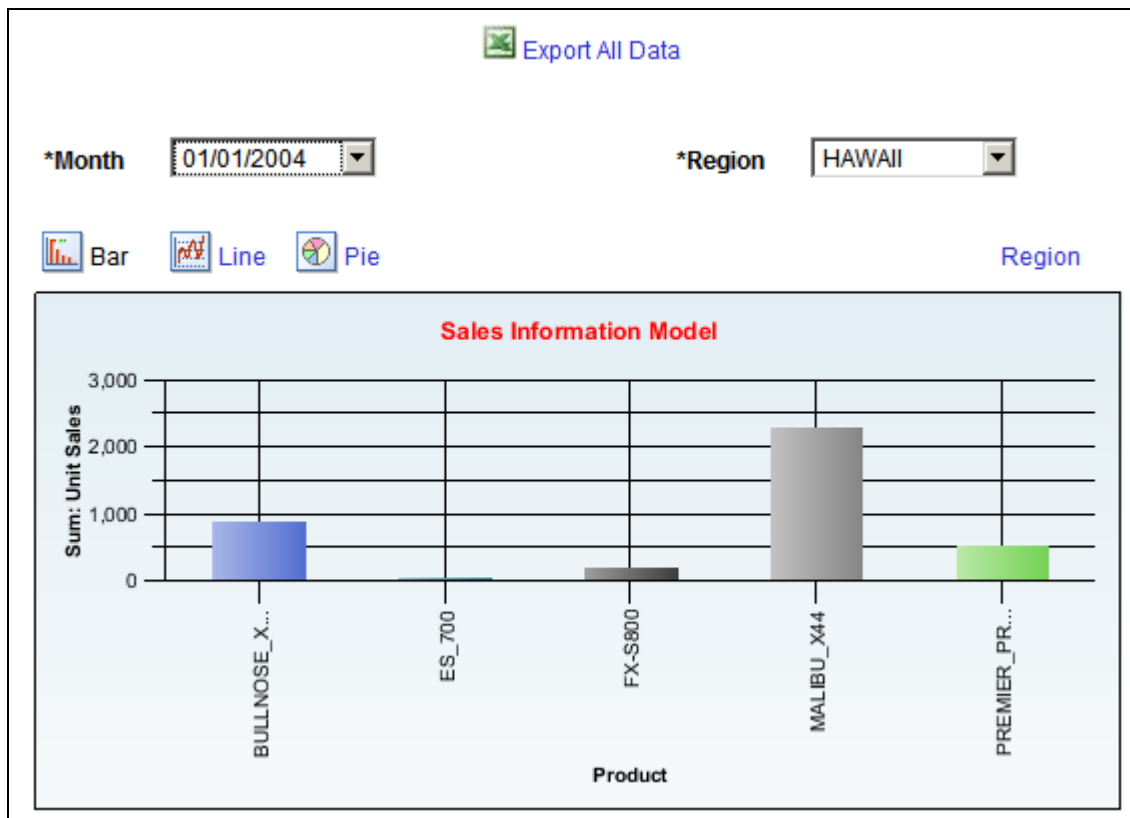 Export All Data
*Month 01/01/2004 *Region HAWAII
Bar Line Pie Region
Sales Information Model
3,000
2,000
1,000
0
Sum: Unit Sales
BULLNOSE_X...
ES_700
FX-S800
MALIBU_X44
PREMIER_PR...
Product